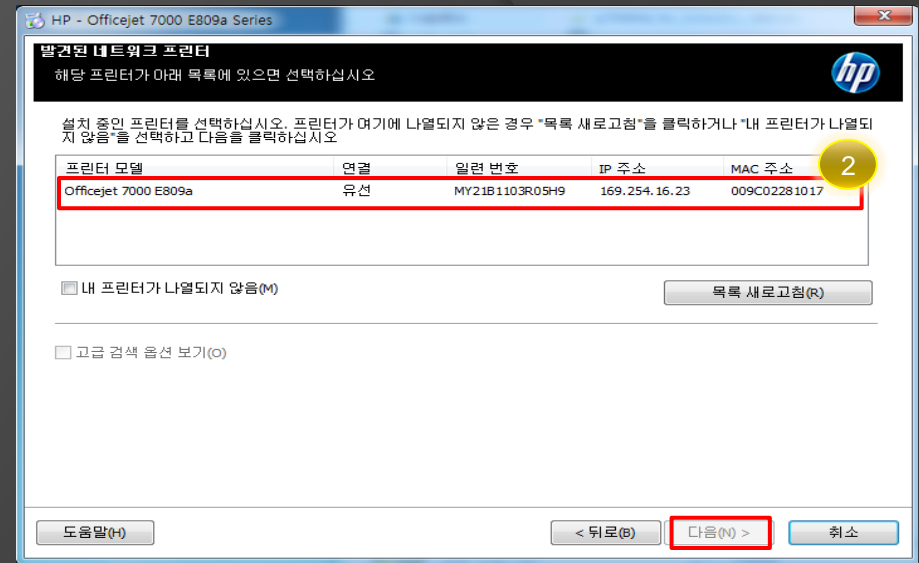 HP - Officejet 7000 E809a Series
발견된 네트워크 프린터
해당 프린터가 아래 목록에 있으면 선택하십시오
hp
설치 중인 프린터를 선택하십시오. 프린터가 여기에 나열되지 않은 경우 "목록 새로고침"을 클릭하거나 "내 프린터가 나열되
지 않음"을 선택하고 다음을 클릭하십시오
프린터 모델 연결 일련 번호 IP 주소 MAC 주소 2
Officejet 7000 E809a 유선 MY21B1103R05H9 169.254.16.23 009C02281017
내 프린터가 나열되지 않음(M) 목록 새로고침(R)
고급 검색 옵션 보기(O)
도움말(H) < 뒤로(B) 다음(N) > 취소